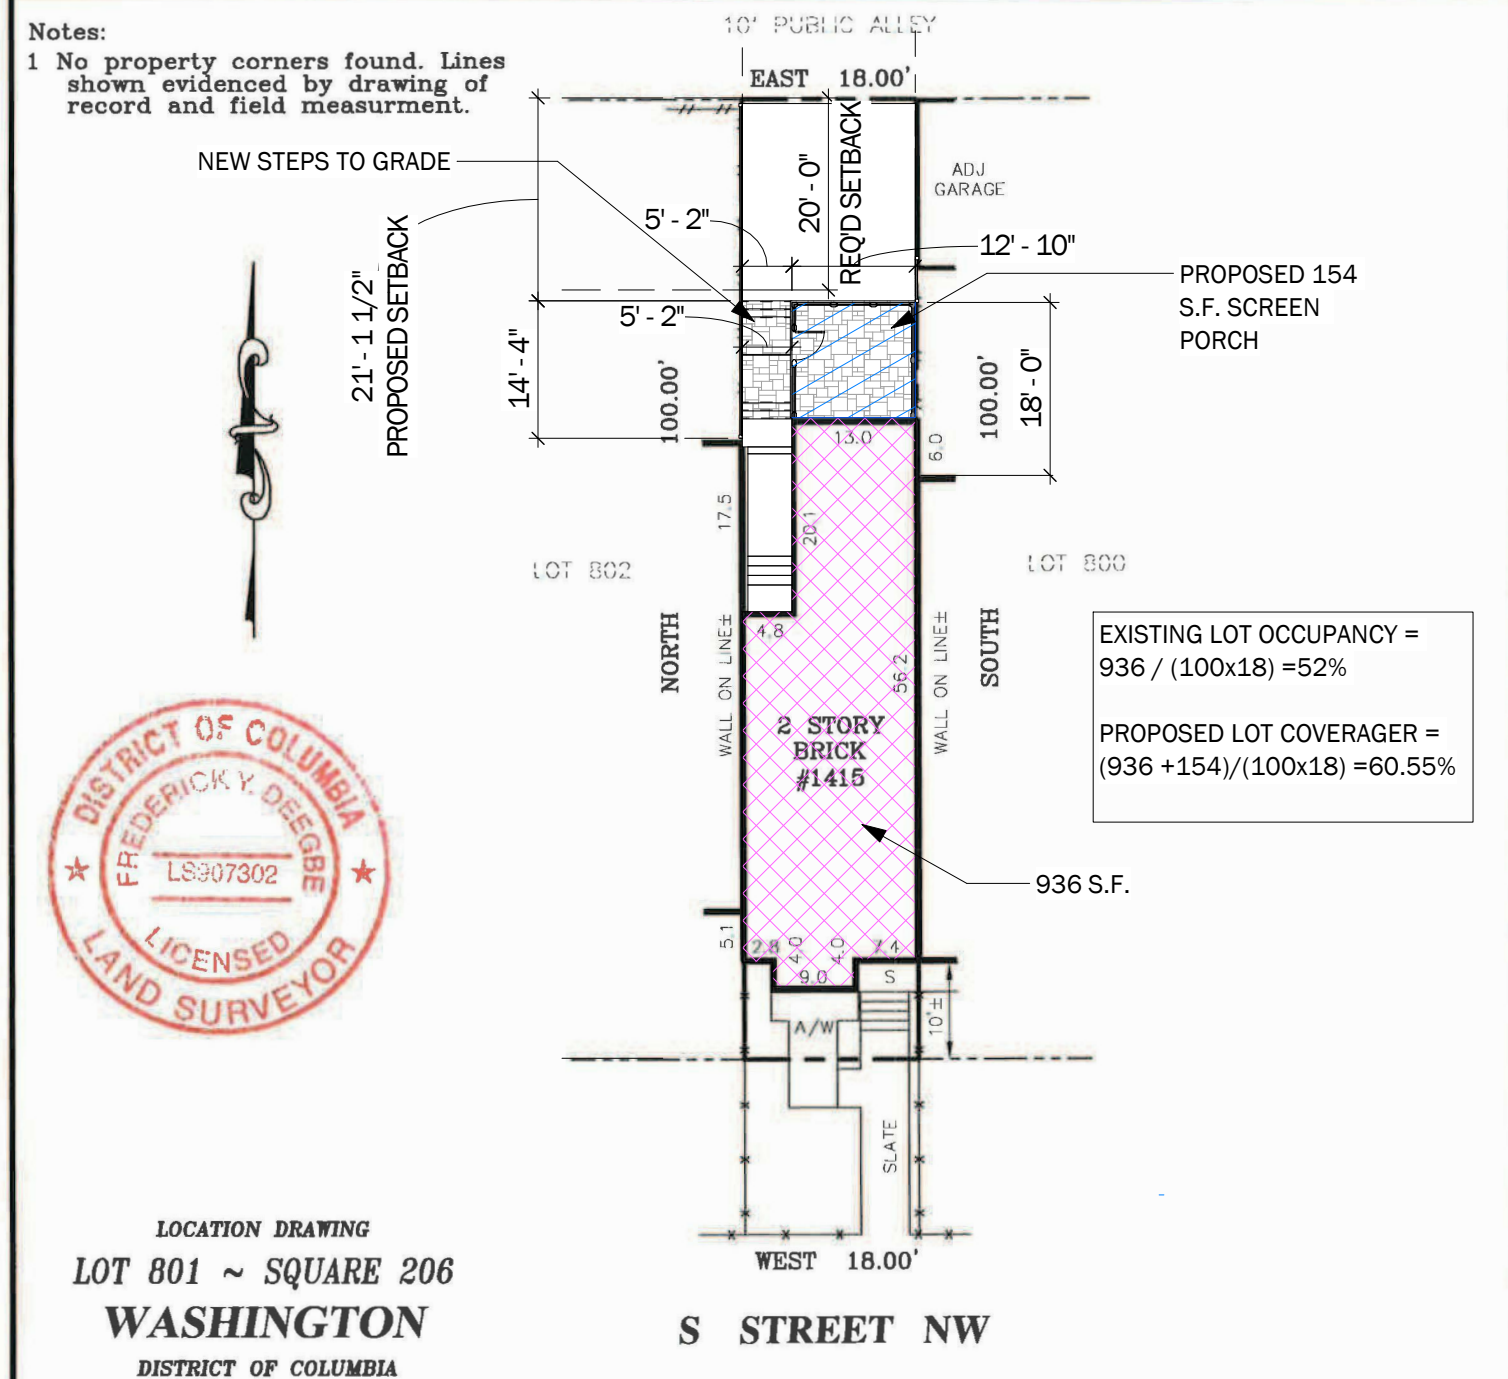 Notes:
1 No property corners found. Lines
shown evidenced by drawing of
record and field measurment.
10' PUBLIC ALLEY
EAST 18.00'
NEW STEPS TO GRADE
5' - 2"
20' - 0"
REQ'D SETBACK
ADJ
GARAGE
12' - 10"
PROPOSED 154
S.F. SCREEN
PORCH
21' - 1 1/2"
PROPOSED SETBACK
14' - 4"
5' - 2"
100.00'
100.00'
18' - 0"
13.0
6.0
17.5
20.1
LOT 802
LOT 800
NORTH
WALL ON LINE±
4.8
56.2
WALL ON LINE±
SOUTH
EXISTING LOT OCCUPANCY =
936 / (100x18) =52%
PROPOSED LOT COVERAGER =
(936 +154)/(100x18) =60.55%
2 STORY
BRICK
#1415
936 S.F.
5.1
2.8
4.0
4.0
7.4
9.0
S
A/W
10'±
SLATE
WEST 18.00'
S STREET NW
DISTRICT OF COLUMBIA
FREDERICK Y. DEEGBE
LS907302
LICENSED
LAND SURVEYOR
LOCATION DRAWING
LOT 801 ~ SQUARE 206
WASHINGTON
DISTRICT OF COLUMBIA